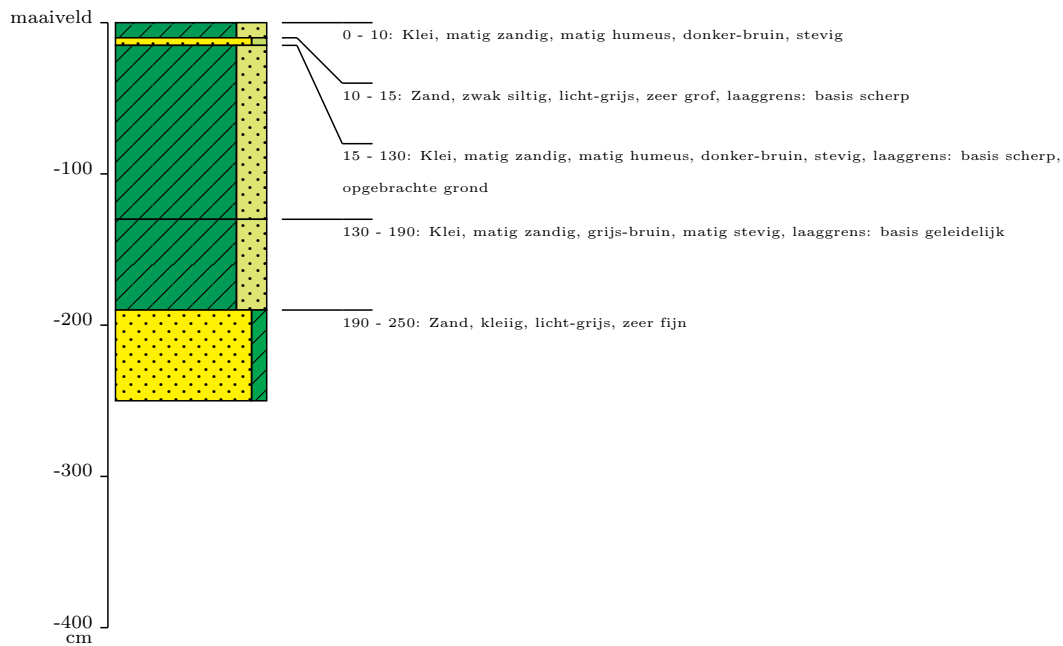 maaiveld
0 - 10: Klei, matig zandig, matig humeus, donker-bruin, stevig
10 - 15: Zand, zwak siltig, licht-grijs, zeer grof, laaggrens: basis scherp
-100
15 - 130: Klei, matig zandig, matig humeus, donker-bruin, stevig, laaggrens: basis scherp,
opgebrachte grond
130 - 190: Klei, matig zandig, grijs-bruin, matig stevig, laaggrens: basis geleidelijk
-200
190 - 250: Zand, kleiig, licht-grijs, zeer fijn
-300
-400
cm